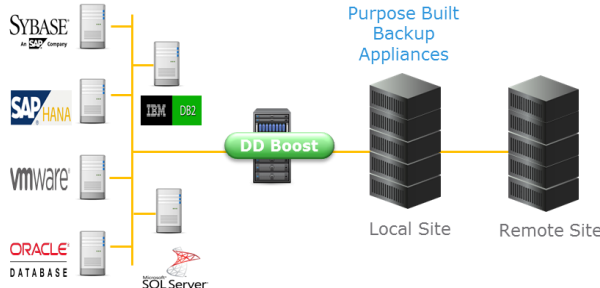 SYBASE
An SAP Company
Purpose Built
Backup
Appliances
SAP HANA
IBM DB2
vmware
DD Boost
Local Site
Remote Site
ORACLE
DATABASE
Microsoft
SQL Server